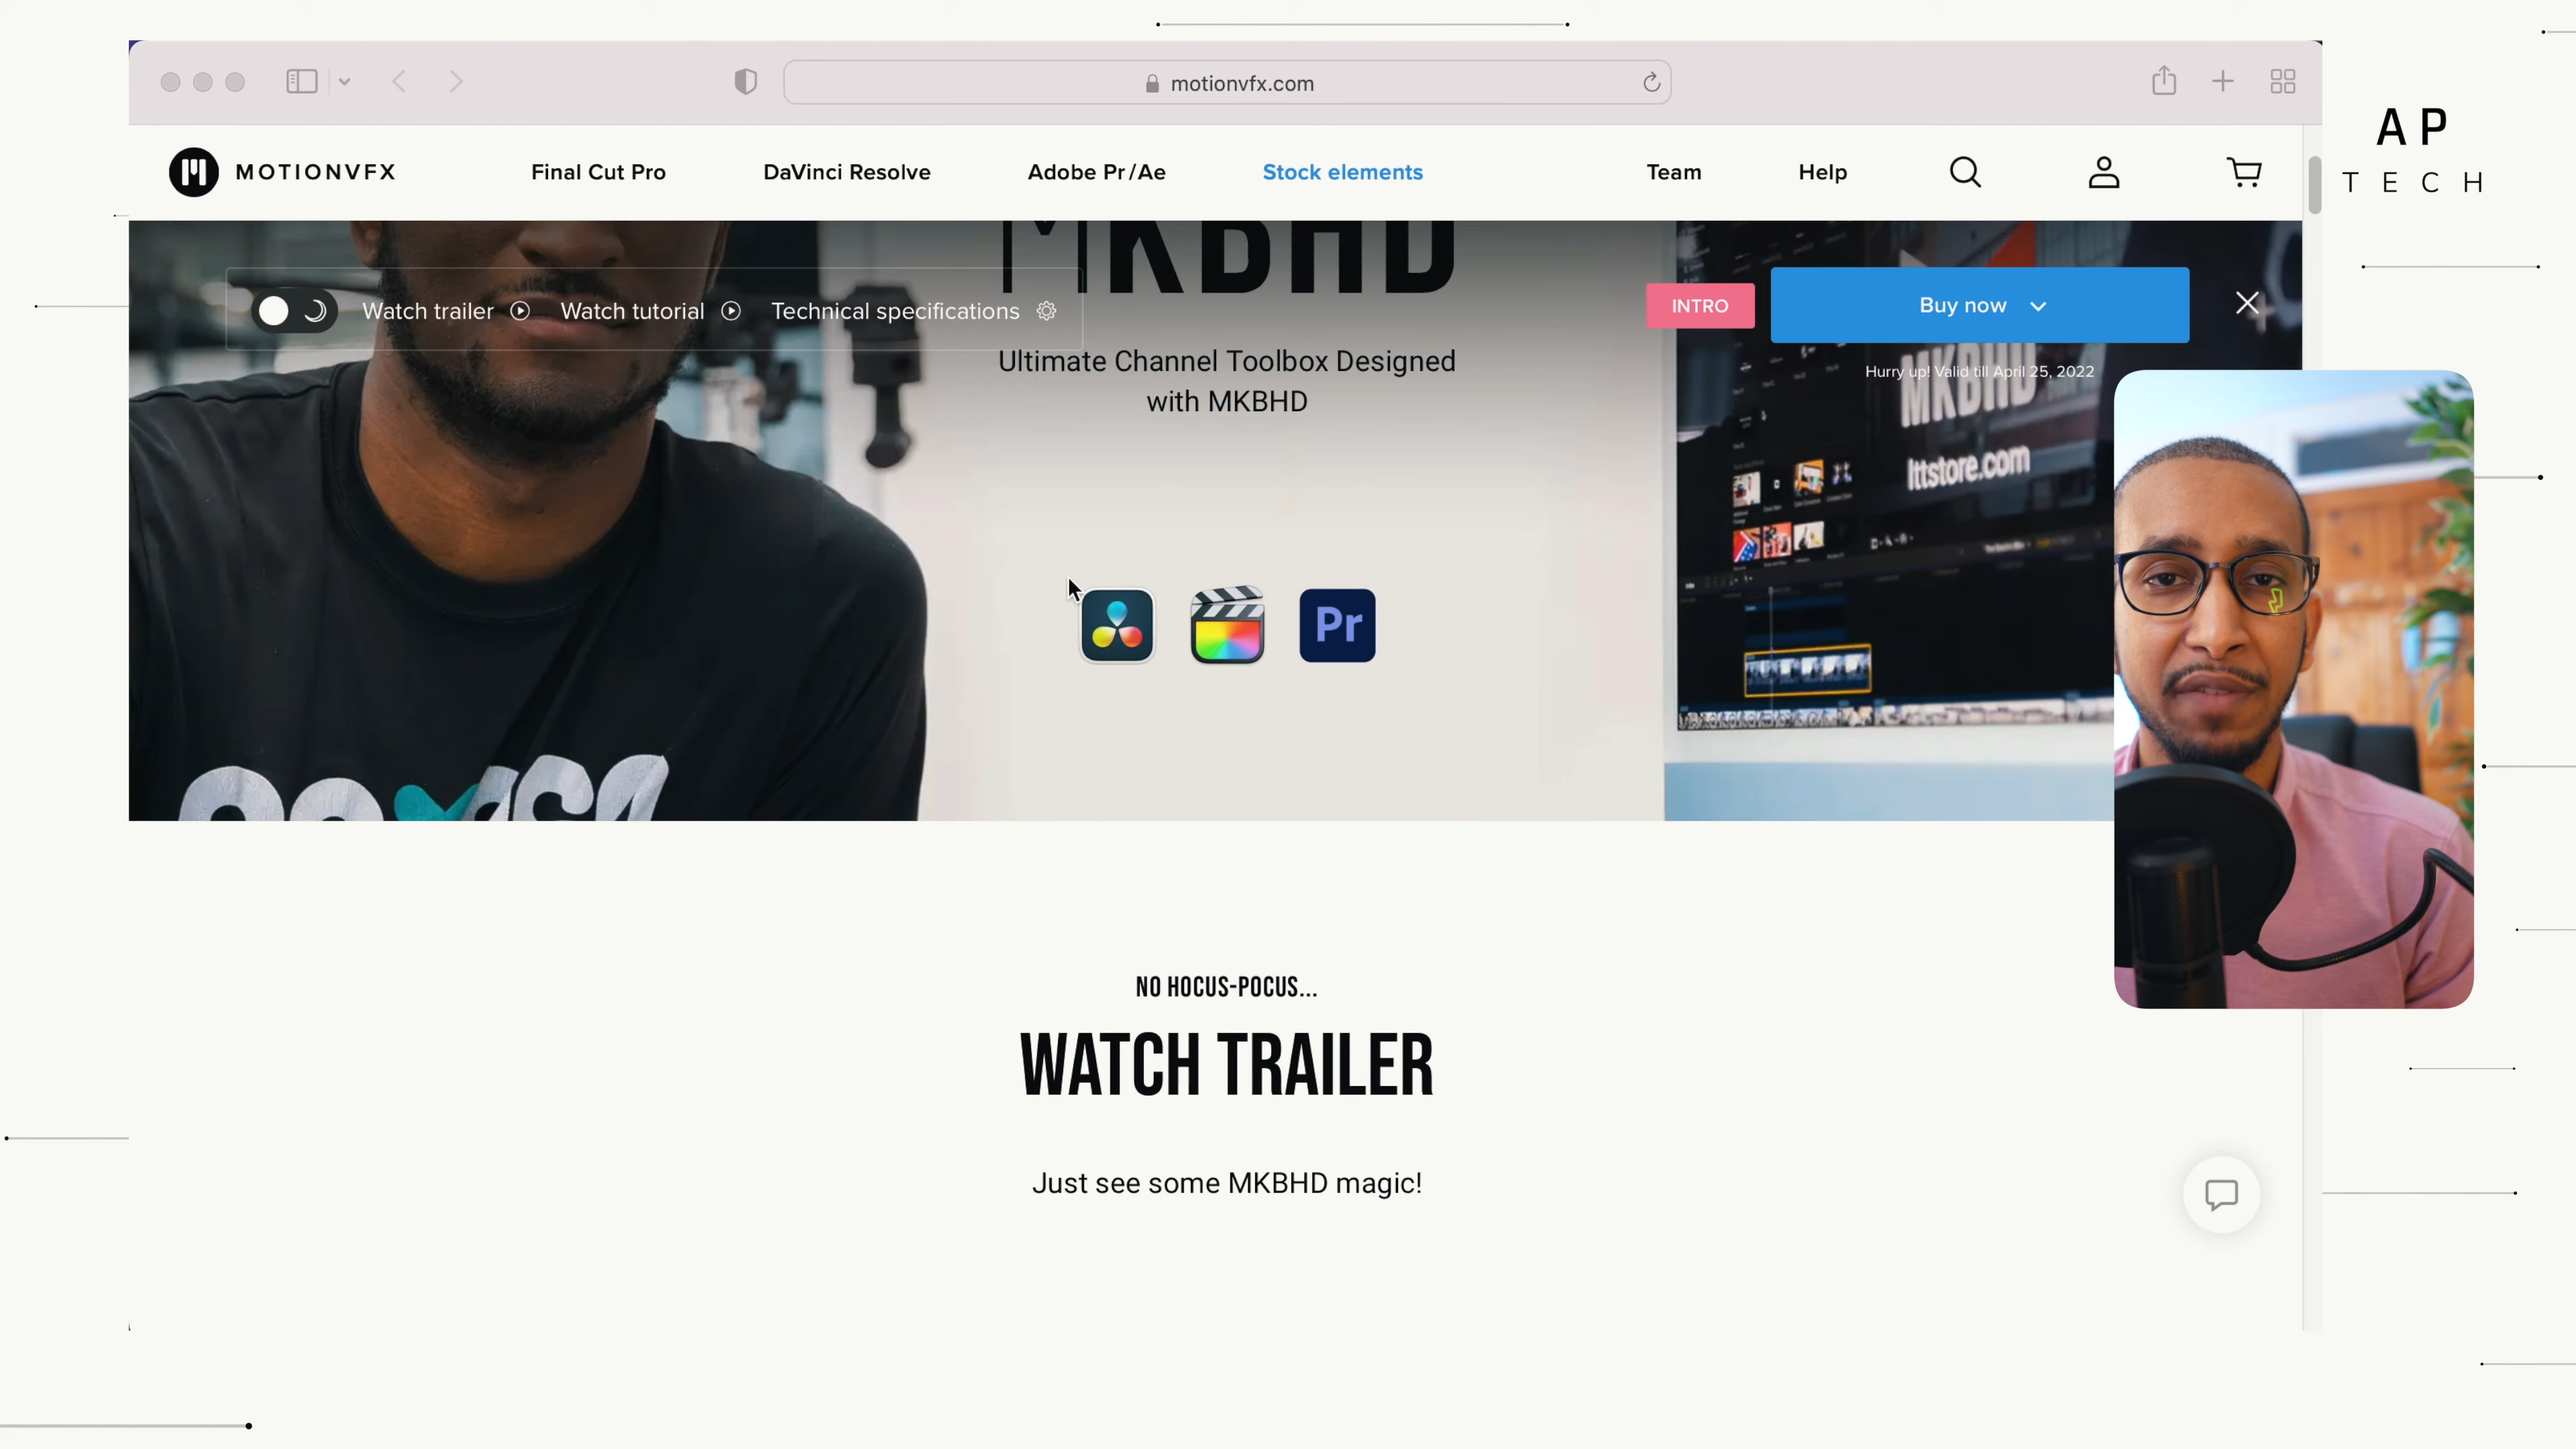 motionvfx.com
AP
TECH
MOTIONVFX
Final Cut Pro
DaVinci Resolve
Adobe Pr/Ae
Stock elements
Team
Help
MKBHD
Watch trailer
Watch tutorial
Technical specifications
INTRO
Buy now
Hurry up! Valid till April 25, 2022
Ultimate Channel Toolbox Designed
with MKBHD
MKBHD
lttstore.com
Pr
NO HOCUS-POCUS...
WATCH TRAILER
Just see some MKBHD magic!